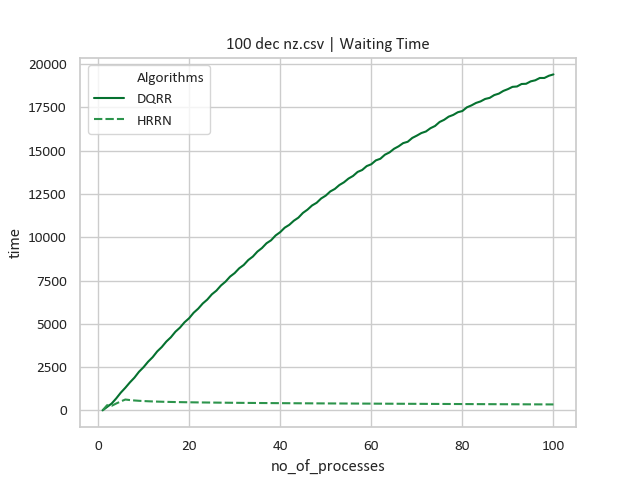 100 dec nz.csv | Waiting Time
20000
17500
15000
12500
10000
7500
5000
2500
0
time
Algorithms
DQRR
HRRN
0 20 40 60 80 100
no_of_processes